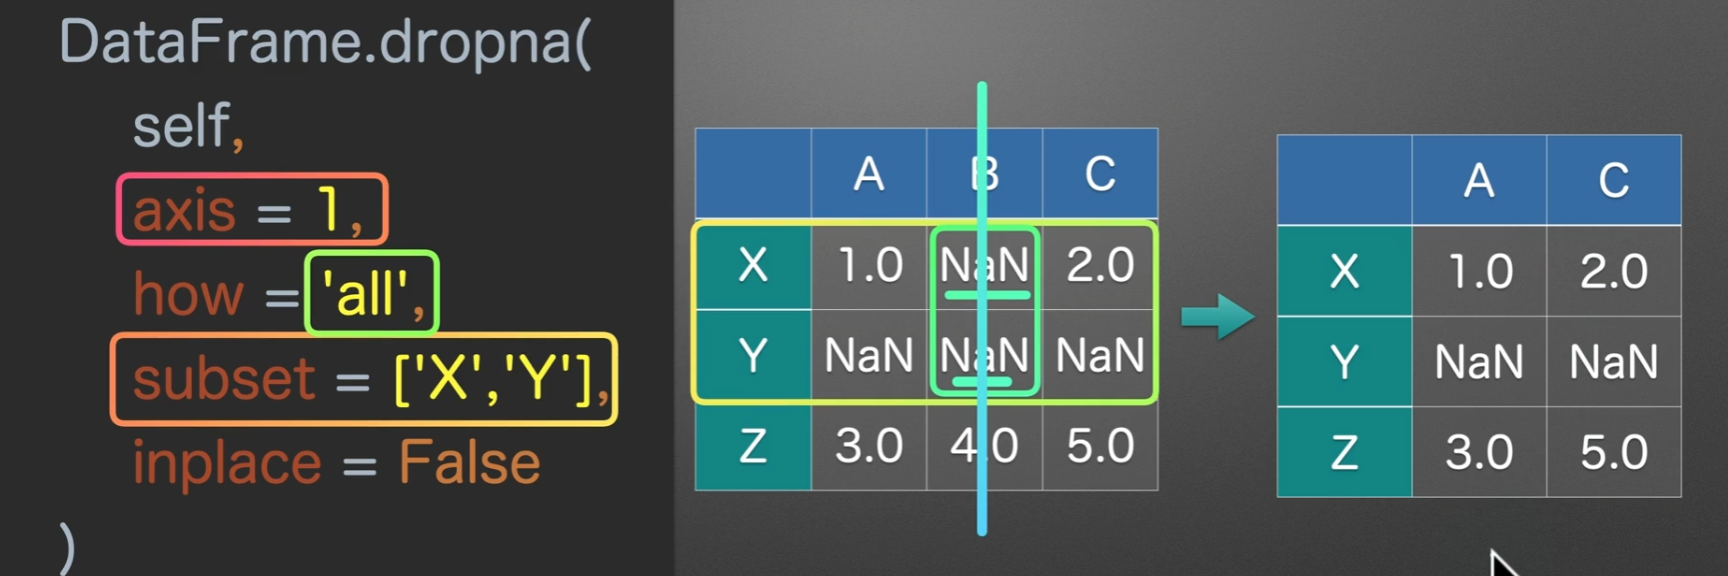 DataFrame.dropna(
self,
axis = 1,
how = 'all',
subset = ['X','Y'],
inplace = False
)
A B C
X 1.0 NaN 2.0
Y NaN NaN NaN
Z 3.0 4.0 5.0
A C
X 1.0 2.0
Y NaN NaN
Z 3.0 5.0